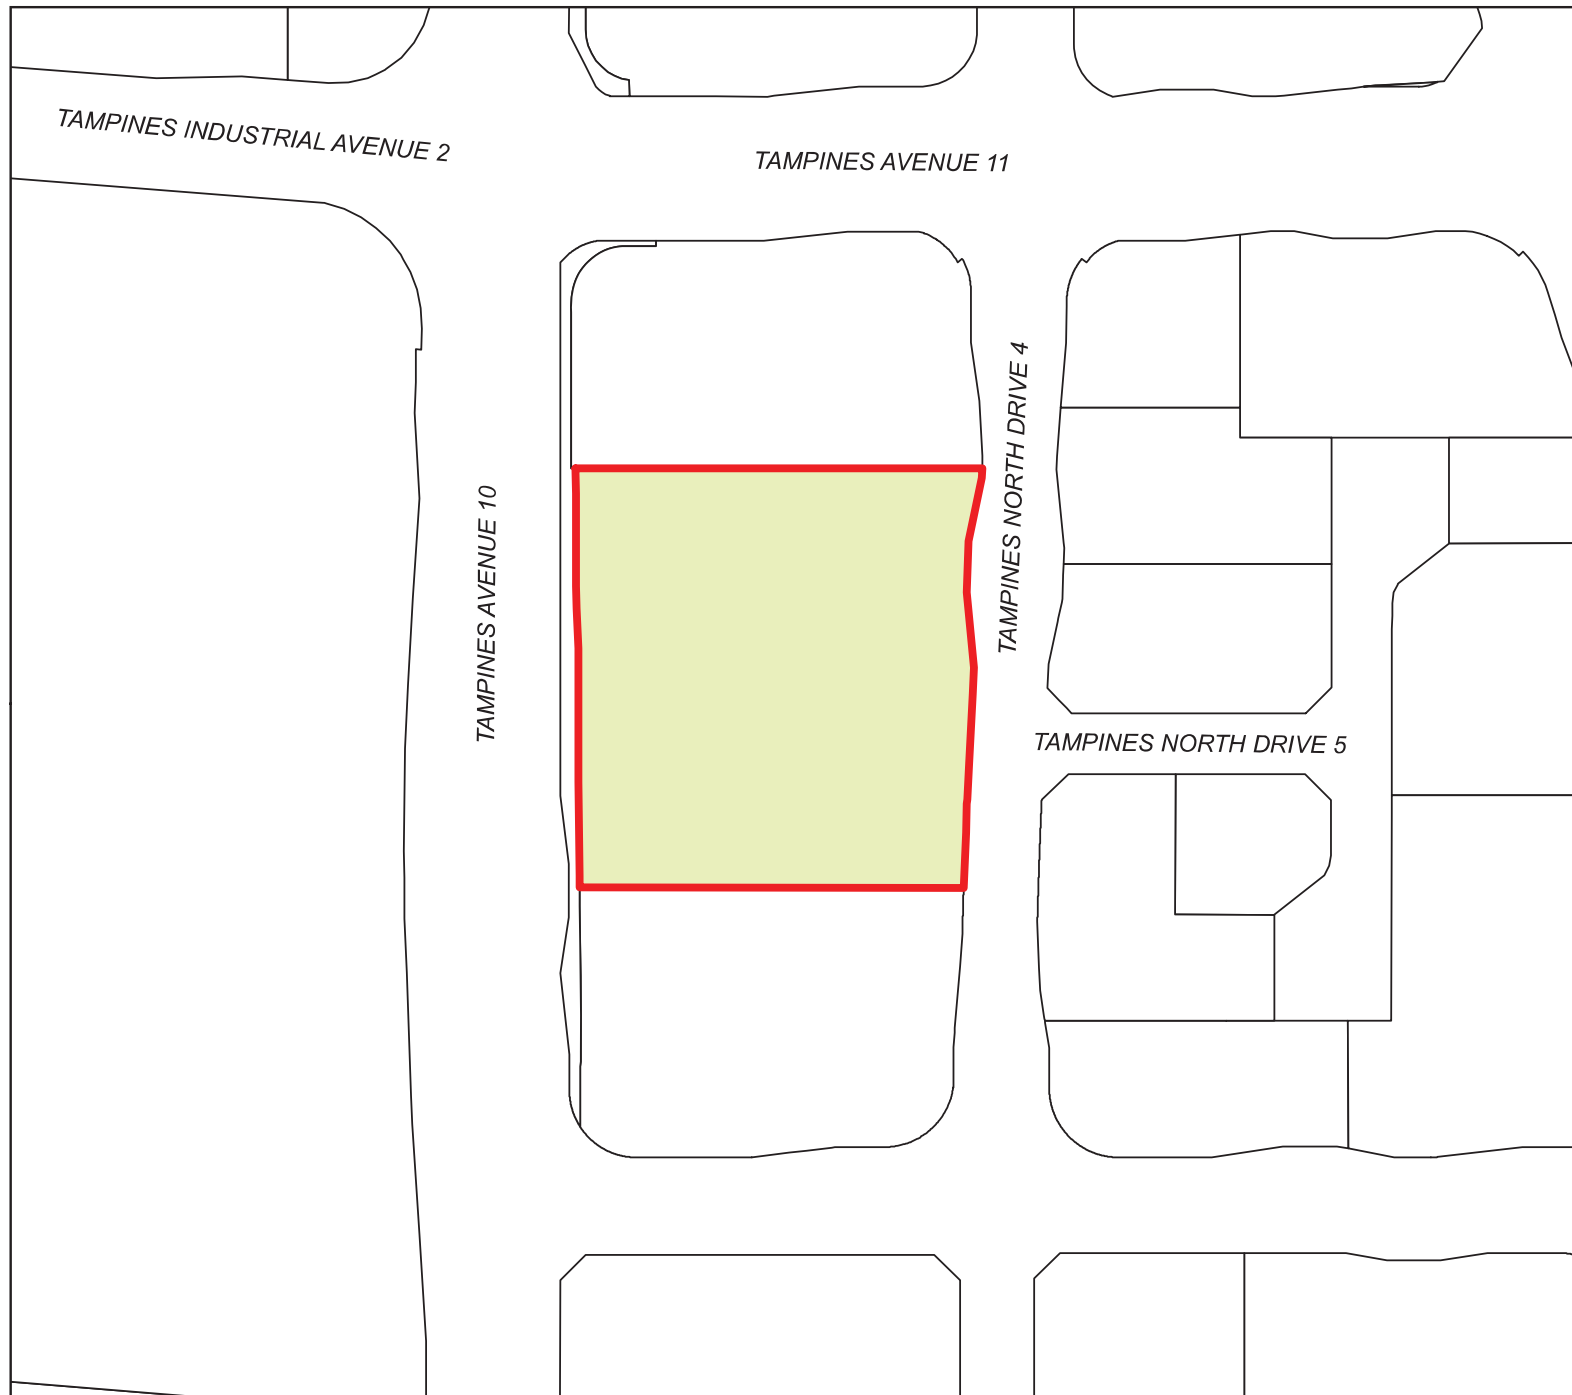 TAMPINES INDUSTRIAL AVENUE 2
TAMPINES AVENUE 11
TAMPINES NORTH DRIVE 4
TAMPINES AVENUE 10
TAMPINES NORTH DRIVE 5